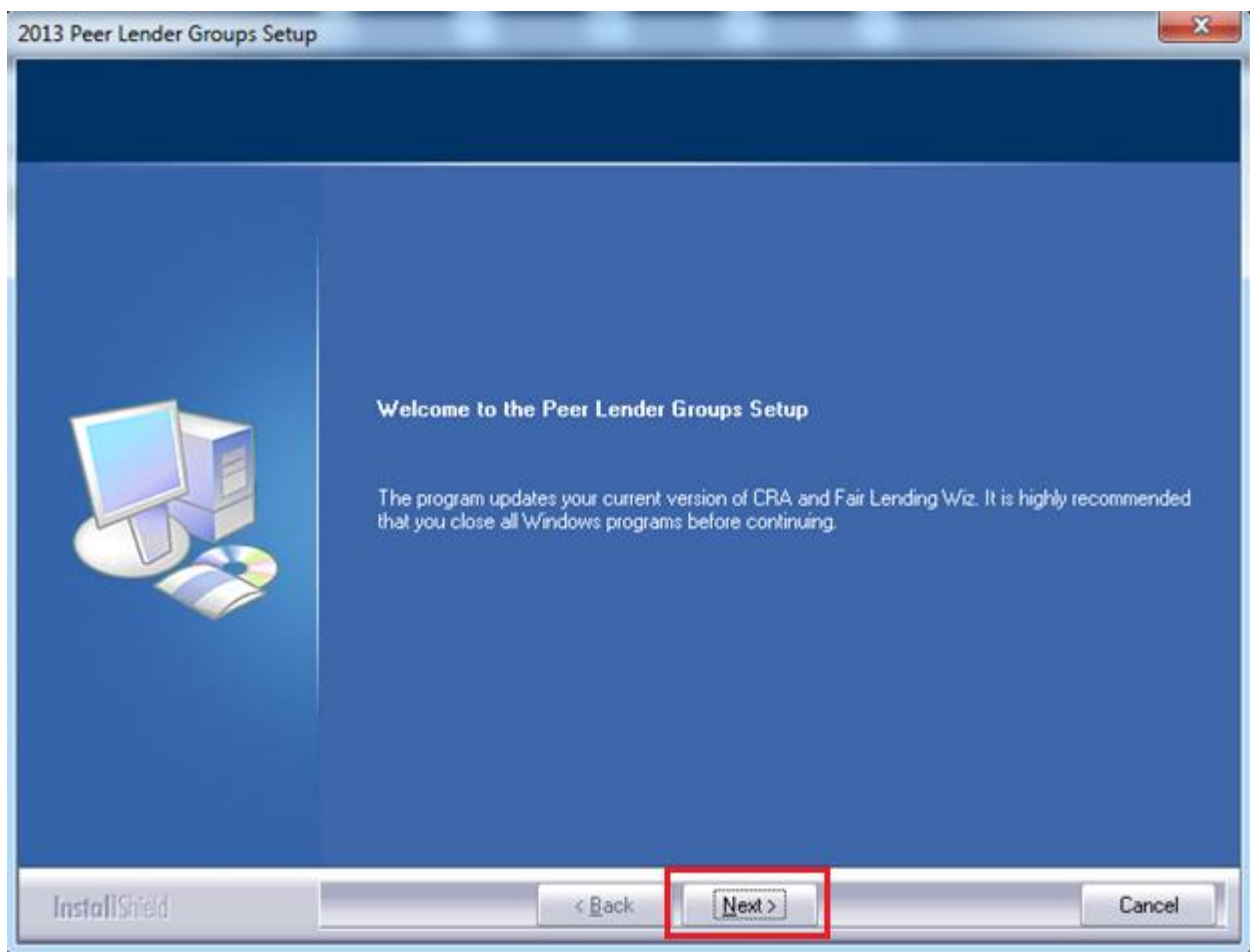 2013 Peer Lender Groups Setup
Welcome to the Peer Lender Groups Setup
The program updates your current version of CRA and Fair Lending Wiz. It is highly recommended
that you close all Windows programs before continuing.
InstallShield
< Back
Next >
Cancel